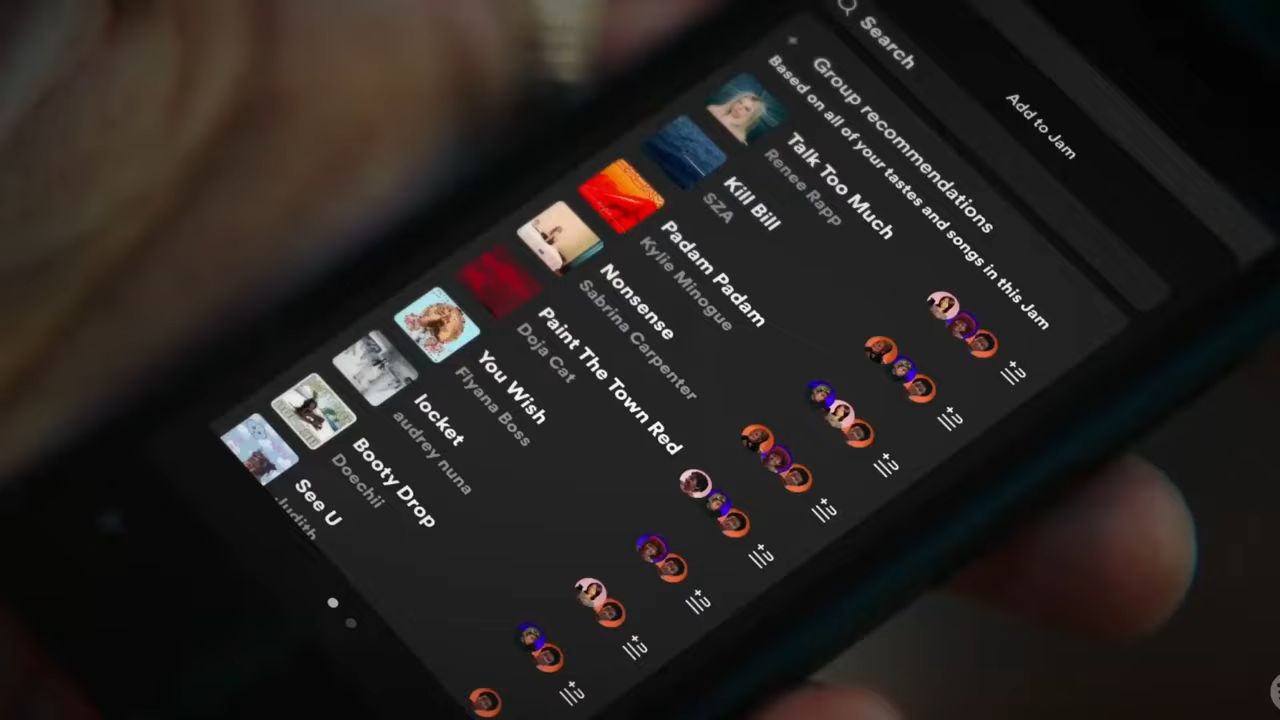 Add to Jam
Search
Group recommendations
Based on all of your tastes and songs in this Jam
Talk Too Much
Renee Rapp
Kill Bill
SZA
Padam Padam
Kylie Minogue
Nonsense
Sabrina Carpenter
Paint The Town Red
Doja Cat
You Wish
Flyana Boss
locket
audrey nuna
Booty Drop
Doechii
See U
Judith